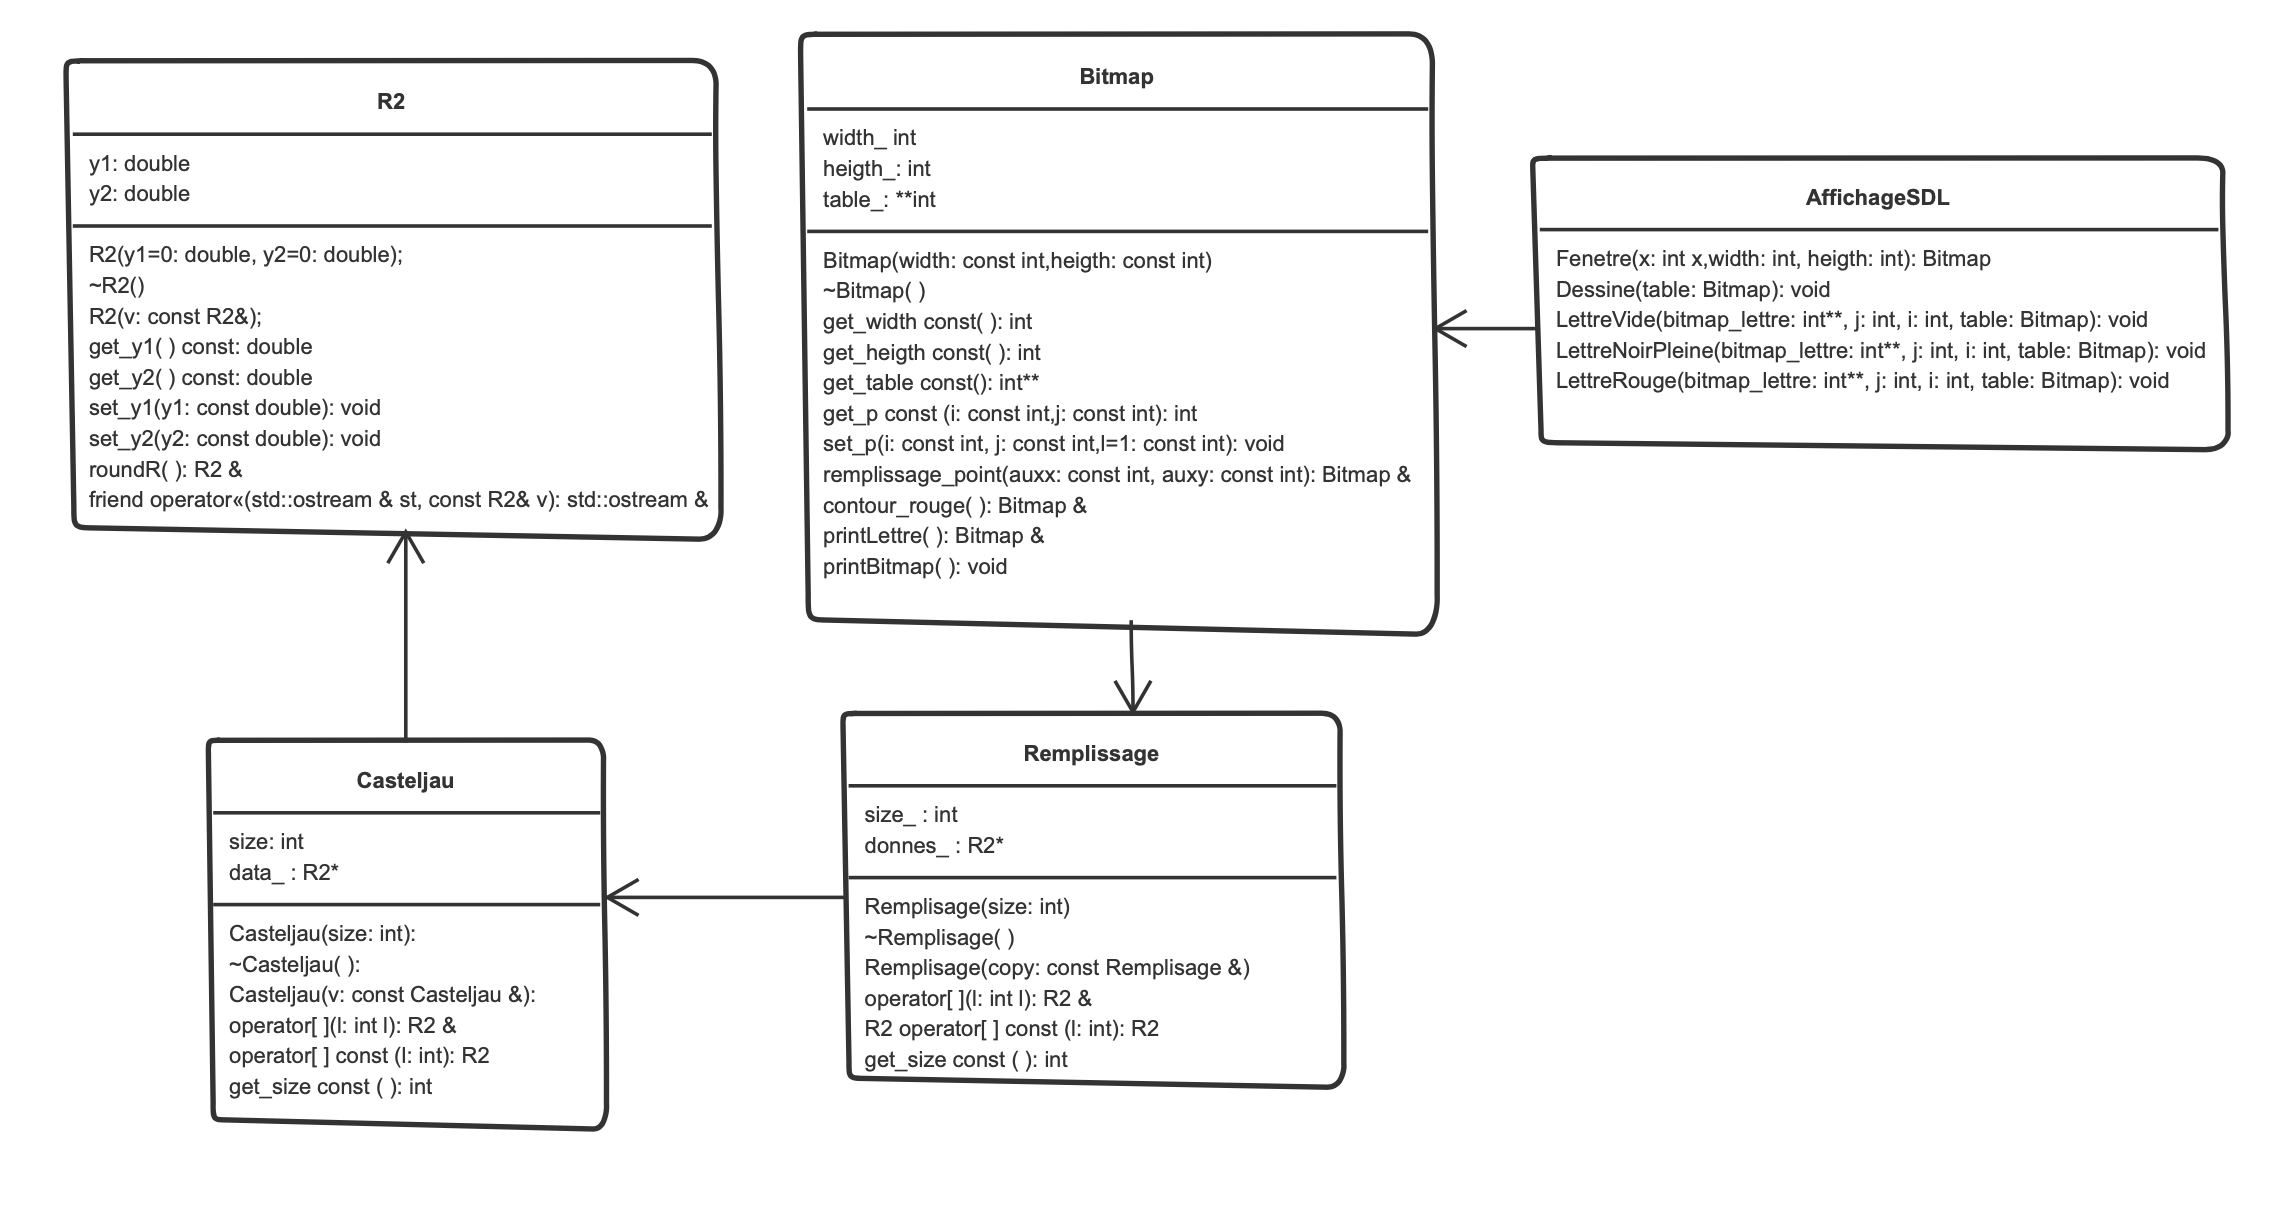 R2
y1: double
y2: double
R2(y1=0: double, y2=0: double);
~R2()
R2(v: const R2&);
get_y1( ) const: double
get_y2( ) const: double
set_y1(y1: const double): void
set_y2(y2: const double): void
roundR( ): R2 &
friend operator«(std::ostream & st, const R2& v): std::ostream &
Bitmap
width_ int
heigth_: int
table_: **int
Bitmap(width: const int,heigth: const int)
~Bitmap( )
get_width const( ): int
get_heigth const( ): int
get_table const(): int**
get_p const (i: const int,j: const int): int
set_p(i: const int, j: const int,l=1: const int): void
remplissage_point(auxx: const int, auxy: const int): Bitmap &
contour_rouge( ): Bitmap &
printLettre( ): Bitmap &
printBitmap( ): void
AffichageSDL
Fenetre(x: int x,width: int, heigth: int): Bitmap
Dessine(table: Bitmap): void
LettreVide(bitmap_lettre: int**, j: int, i: int, table: Bitmap): void
LettreNoirPleine(bitmap_lettre: int**, j: int, i: int, table: Bitmap): void
LettreRouge(bitmap_lettre: int**, j: int, i: int, table: Bitmap): void
Casteljau
size: int
data_ : R2*
Casteljau(size: int):
~Casteljau( ):
Casteljau(v: const Casteljau &):
operator[ ](l: int l): R2 &
operator[ ] const (l: int): R2
get_size const ( ): int
Remplissage
size_ : int
donnes_ : R2*
Remplisage(size: int)
~Remplisage( )
Remplisage(copy: const Remplisage &)
operator[ ](l: int l): R2 &
R2 operator[ ] const (l: int): R2
get_size const ( ): int